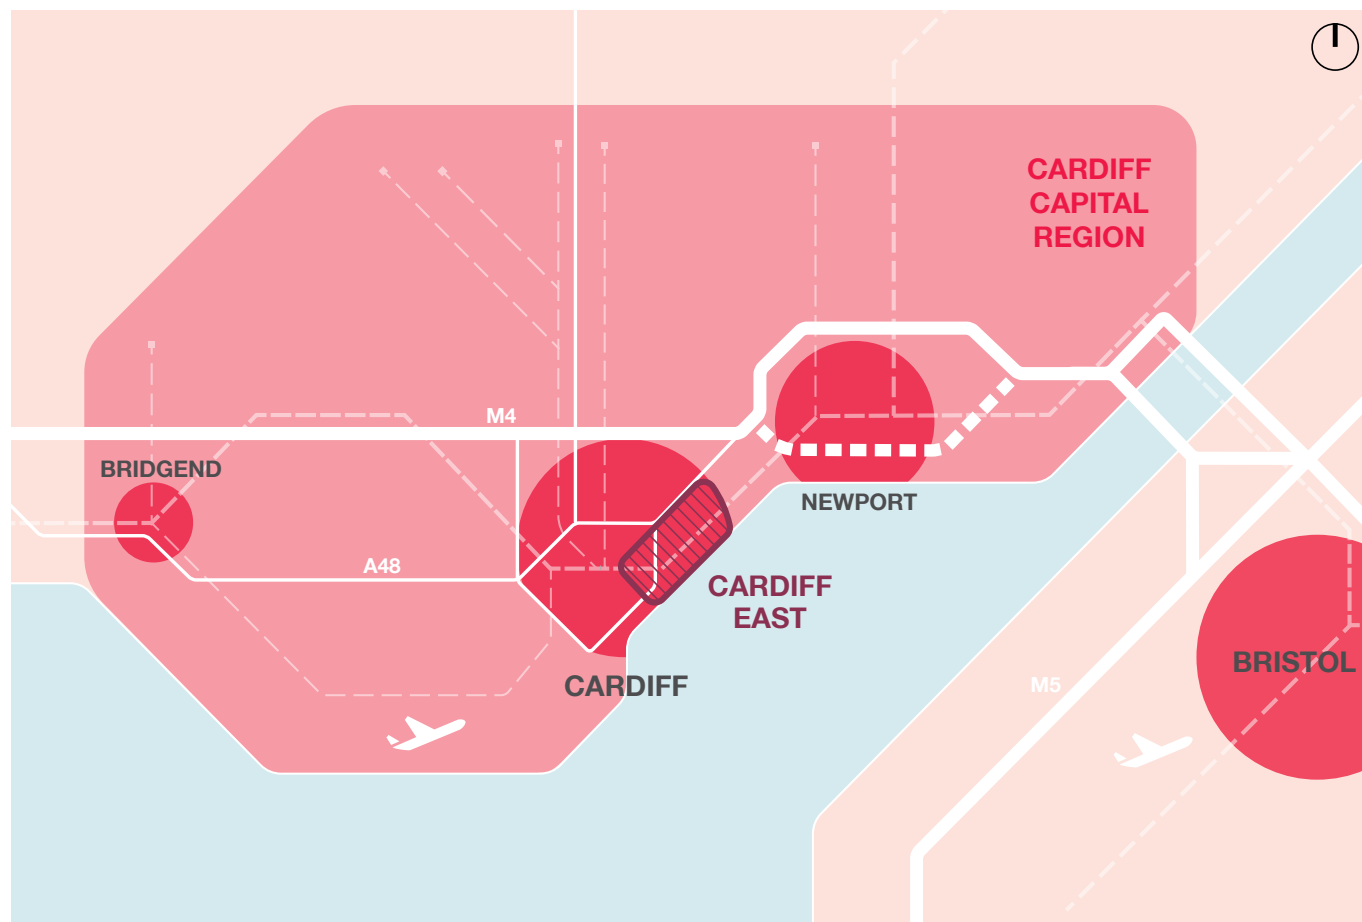 CARDIFF
CAPITAL
REGION
M4
BRIDGEND
NEWPORT
A48
CARDIFF
EAST
CARDIFF
BRISTOL
M5